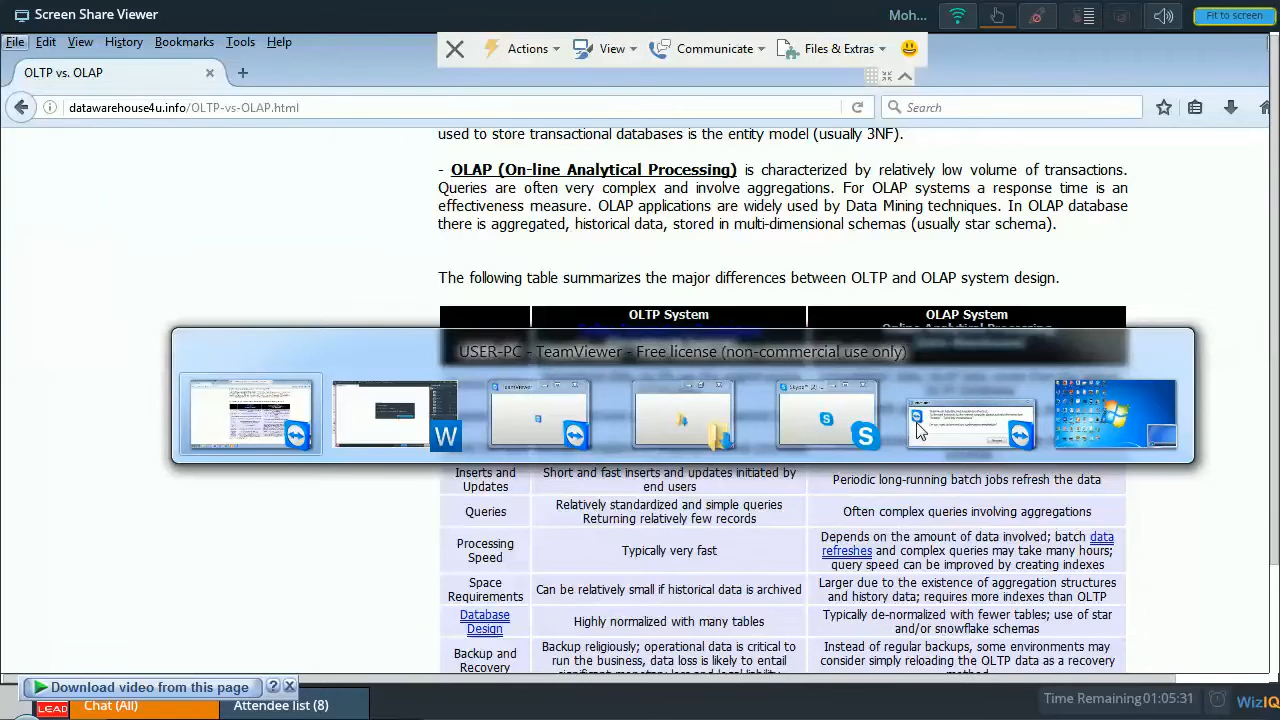 Screen Share Viewer
Moh...
Fit to screen
File Edit View History Bookmarks Tools Help
Actions View Communicate Files & Extras
OLTP vs. OLAP
datawarehouse4u.info/OLTP-vs-OLAP.html
Search
used to store transactional databases is the entity model (usually 3NF).
- OLAP (On-line Analytical Processing) is characterized by relatively low volume of transactions.
Queries are often very complex and involve aggregations. For OLAP systems a response time is an
effectiveness measure. OLAP applications are widely used by Data Mining techniques. In OLAP database
there is aggregated, historical data, stored in multi-dimensional schemas (usually star schema).
The following table summarizes the major differences between OLTP and OLAP system design.
OLTP System
OLAP System
USER-PC - TeamViewer - Free license (non-commercial use only)
Inserts and
Updates
Short and fast inserts and updates initiated by
end users
Periodic long-running batch jobs refresh the data
Queries
Relatively standardized and simple queries
Returning relatively few records
Often complex queries involving aggregations
Processing
Speed
Typically very fast
Depends on the amount of data involved; batch data
refreshes and complex queries may take many hours;
query speed can be improved by creating indexes
Space
Requirements
Can be relatively small if historical data is archived
Larger due to the existence of aggregation structures
and history data; requires more indexes than OLTP
Database
Design
Highly normalized with many tables
Typically de-normalized with fewer tables; use of star
and/or snowflake schemas
Backup and
Recovery
Backup religiously; operational data is critical to
run the business, data loss is likely to entail
Instead of regular backups, some environments may
consider simply reloading the OLTP data as a recovery
Download video from this page
LEAD
Chat (All)
Attendee list (8)
Time Remaining 01:05:31
WizIQ